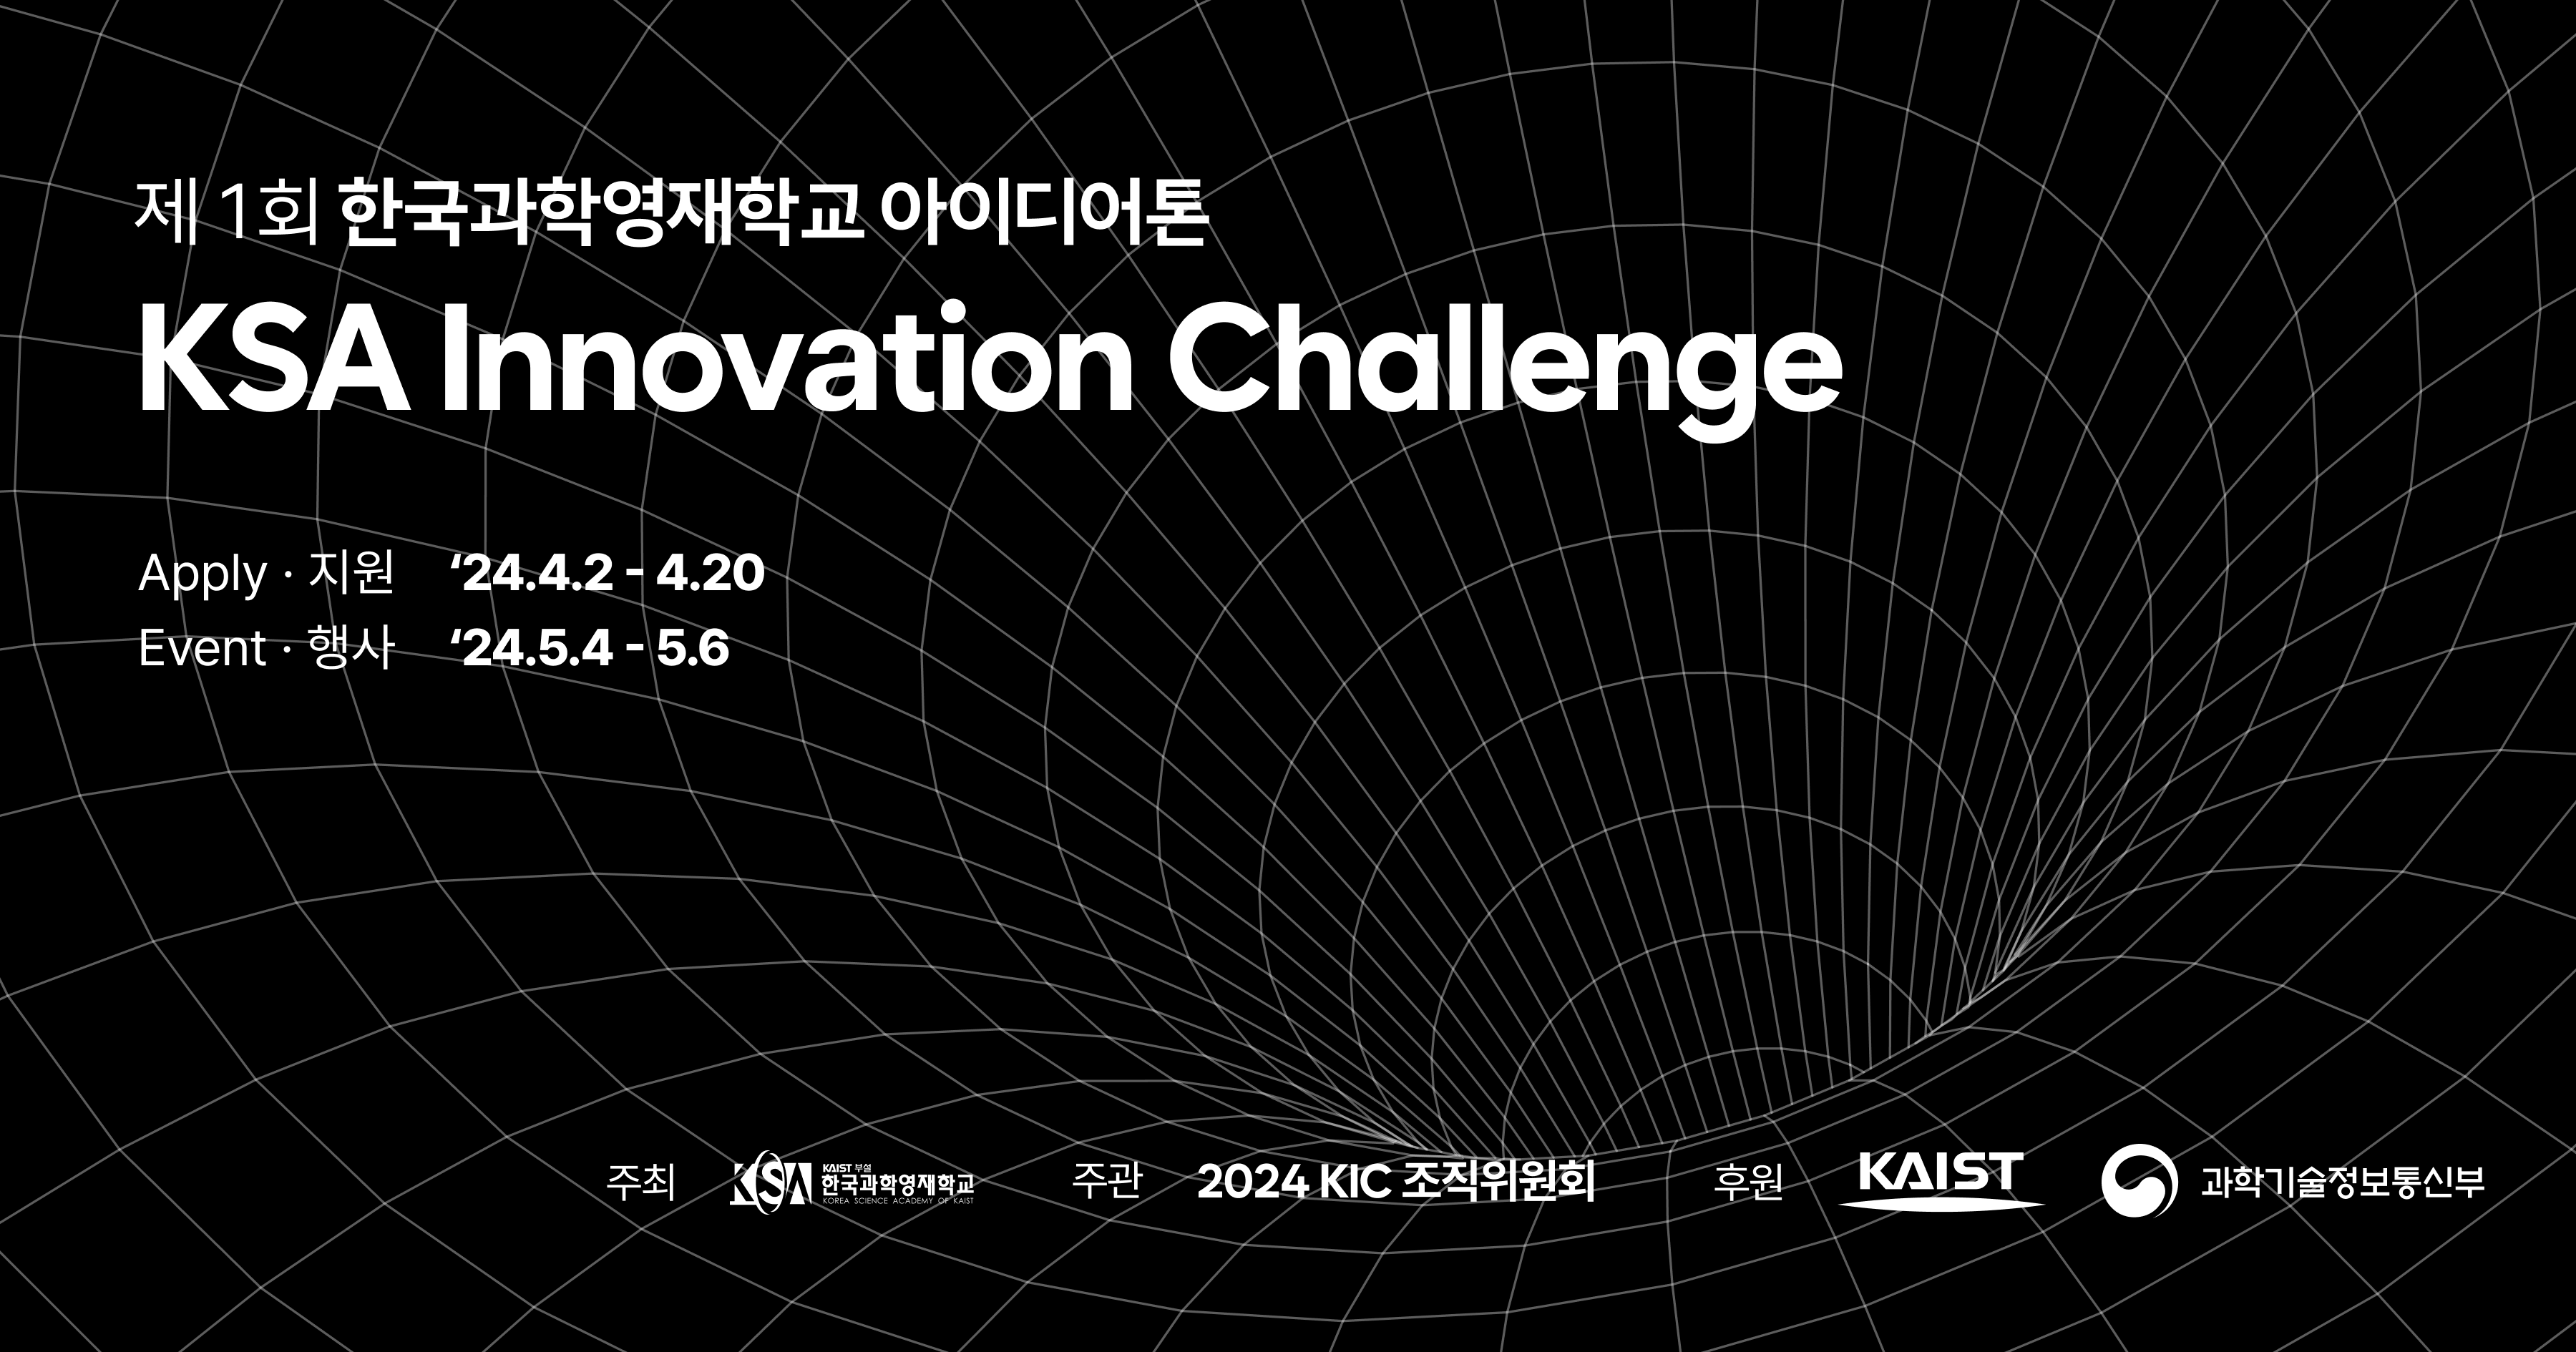 제 1회 한국과학영재학교 아이디어톤
KSA Innovation Challenge
Apply · 지원 ‘24.4.2 - 4.20
Event · 행사 ‘24.5.4 - 5.6
주최 KSA KAIST 부설 한국과학영재학교 KOREA SCIENCE ACADEMY OF KAIST 주관 2024 KIC 조직위원회 후원 KAIST 과학기술정보통신부